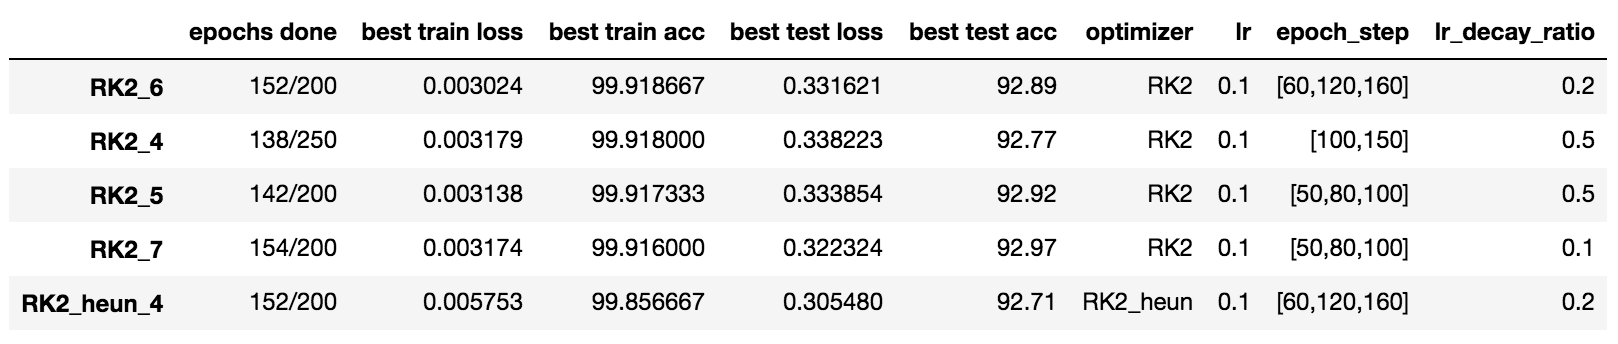 epochs done best train loss best train acc best test loss best test acc optimizer lr epoch_step lr_decay_ratio
RK2_6 152/200 0.003024 99.918667 0.331621 92.89 RK2 0.1 [60,120,160] 0.2
RK2_4 138/250 0.003179 99.918000 0.338223 92.77 RK2 0.1 [100,150] 0.5
RK2_5 142/200 0.003138 99.917333 0.333854 92.92 RK2 0.1 [50,80,100] 0.5
RK2_7 154/200 0.003174 99.916000 0.322324 92.97 RK2 0.1 [50,80,100] 0.1
RK2_heun_4 152/200 0.005753 99.856667 0.305480 92.71 RK2_heun 0.1 [60,120,160] 0.2